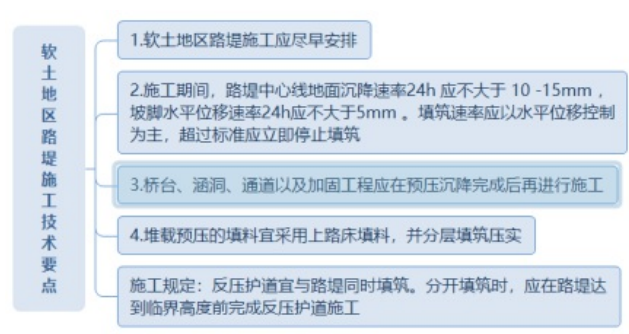 软土地区路堤施工技术要点
1.软土地区路堤施工应尽早安排
2.施工期间，路堤中心线地面沉降速率24h 应不大于 10 -15mm，
坡脚水平位移速率24h应不大于5mm 。填筑速率应以水平位移控制
为主，超过标准应立即停止填筑
3.桥台、涵洞、通道以及加固工程应在预压沉降完成后再进行施工
4.堆载预压的填料宜采用上路床填料，并分层填筑压实
施工规定：反压护道宜与路堤同时填筑。分开填筑时，应在路堤达
到临界高度前完成反压护道施工